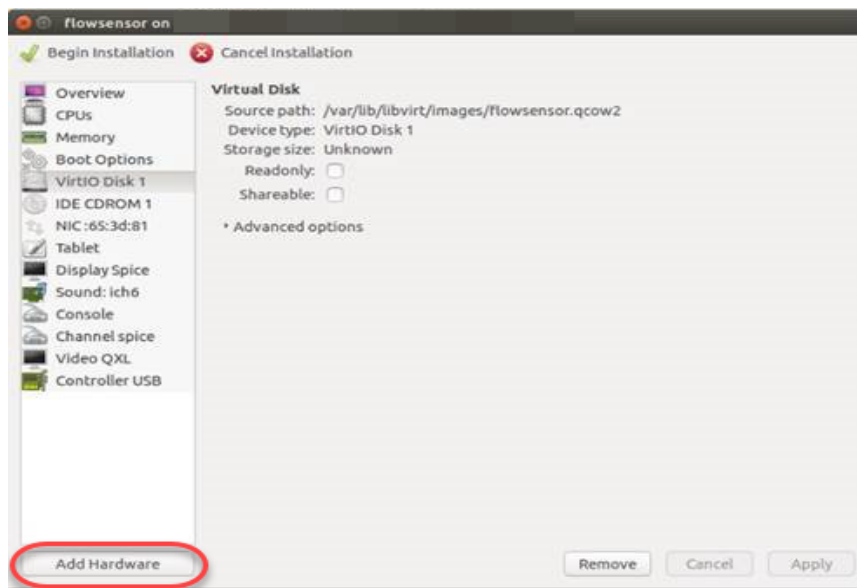 flowsensor on
Begin Installation Cancel Installation
Overview
CPUs
Memory
Boot Options
VirtIO Disk 1
IDE CDROM 1
NIC :65:3d:81
Tablet
Display Spice
Sound: ich6
Console
Channel spice
Video QXL
Controller USB
Virtual Disk
Source path: /var/lib/libvirt/images/flowsensor.qcow2
Device type: VirtIO Disk 1
Storage size: Unknown
Readonly:
Shareable:
Advanced options
Add Hardware
Remove Cancel Apply